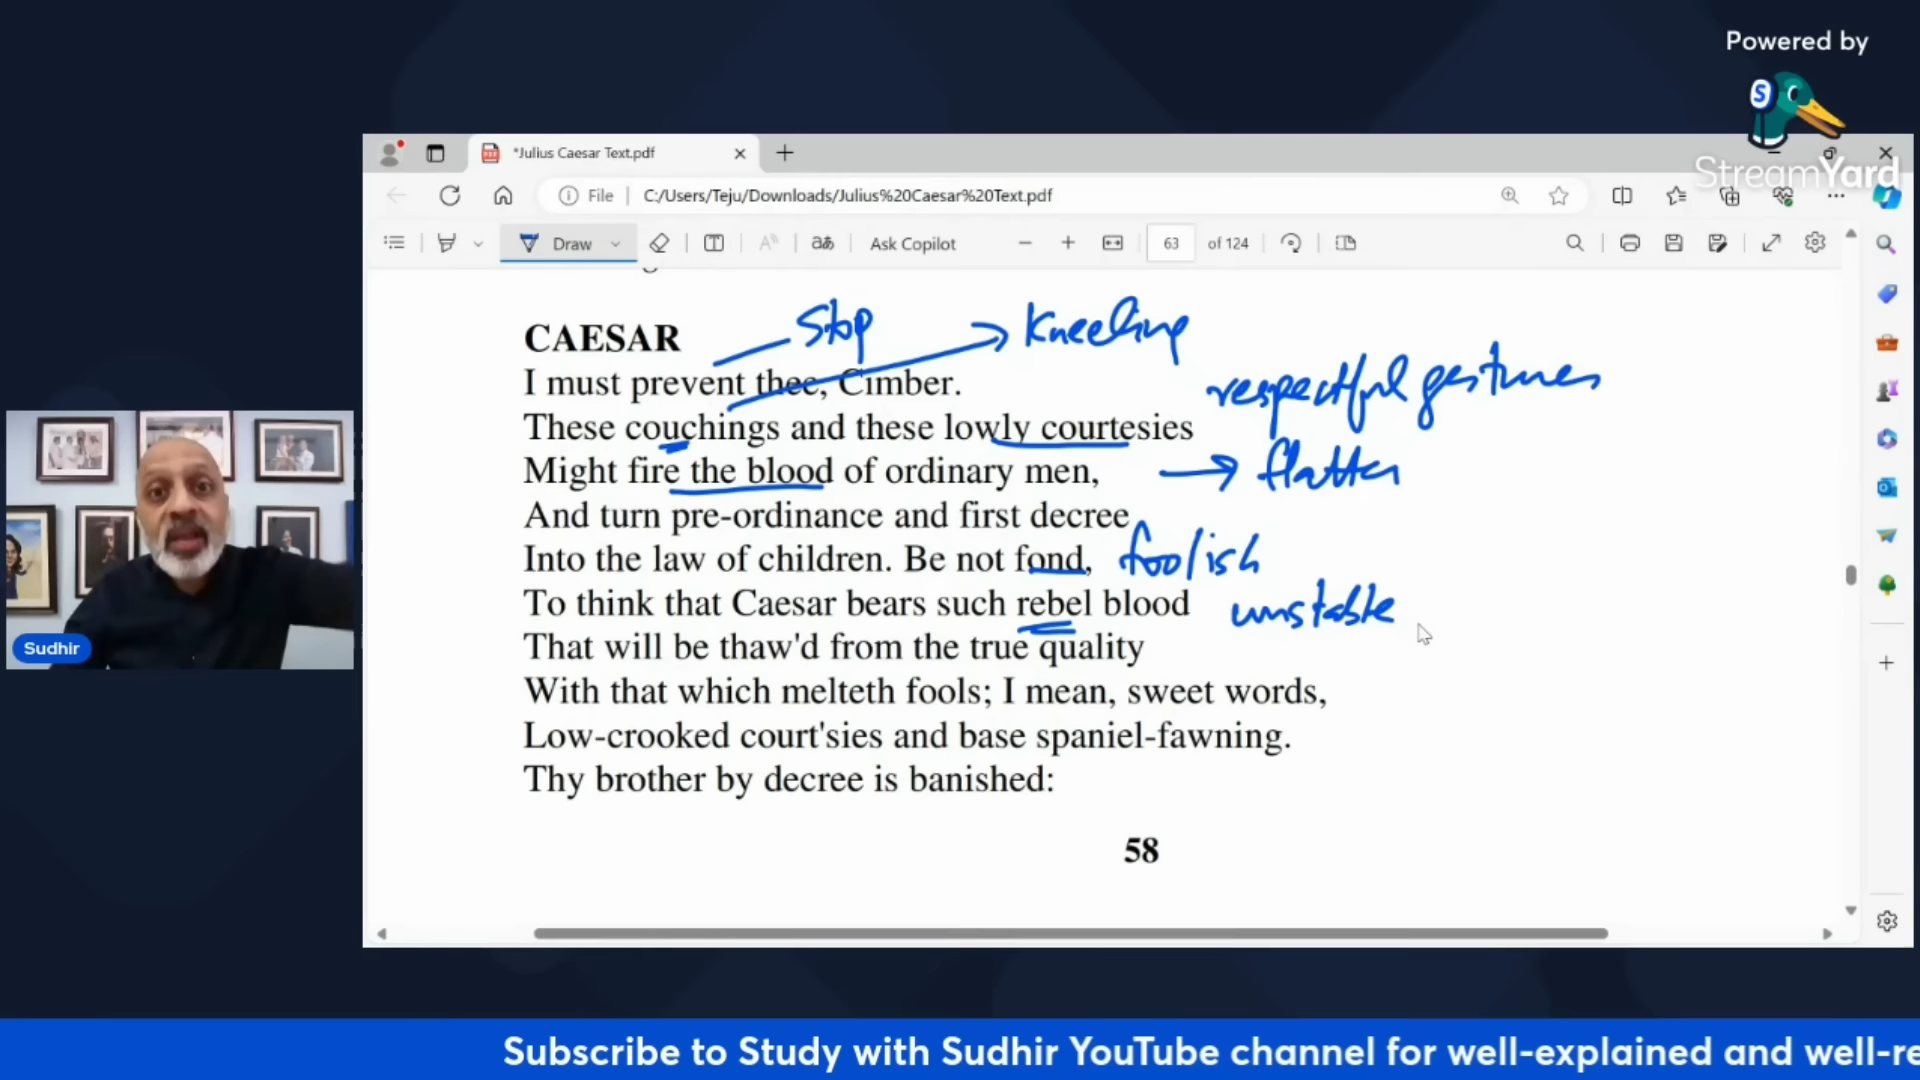 Powered by
S
StreamYard
*Julius Caesar Text.pdf
File
C:/Users/Teju/Downloads/Julius%20Caesar%20Text.pdf
Draw
aあ
Ask Copilot
63 of 124
Stop
Kneeling
CAESAR
I must prevent thee, Cimber.
respectful gestures
These couchings and these lowly courtesies
Might fire the blood of ordinary men,
flatter
And turn pre-ordinance and first decree
Into the law of children. Be not fond,
foolish
To think that Caesar bears such rebel blood
unstable
That will be thaw'd from the true quality
With that which melteth fools; I mean, sweet words,
Low-crooked court'sies and base spaniel-fawning.
Thy brother by decree is banished:
58
Sudhir
Subscribe to Study with Sudhir YouTube channel for well-explained and well-re